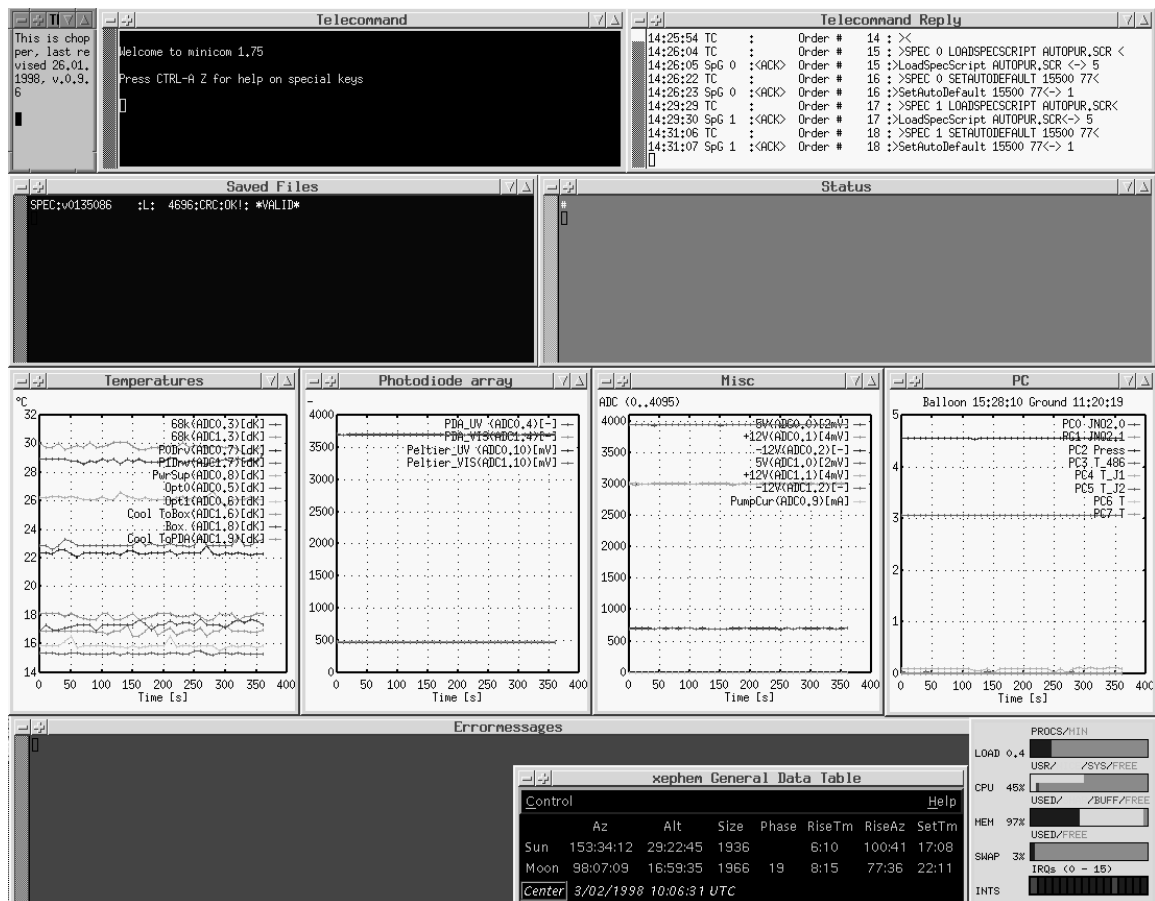 Telecommand
This is chop
per, last re
vised 26.01.
1998, v.0.9.
6
Welcome to minicom 1.75
Press CTRL-A Z for help on special keys
Telecommand Reply
14:25:54 TC : Order # 14 : ><
14:26:04 TC : Order # 15 : >SPEC 0 LOADSPECSCRIPT AUTOPUR.SCR <
14:26:05 SpG 0 :<ACK> Order # 15 :>LoadSpecScript AUTOPUR.SCR <-> 5
14:26:22 TC : Order # 16 : >SPEC 0 SETAUTODEFAULT 15500 77<
14:26:23 SpG 0 :<ACK> Order # 16 :>SetAutoDefault 15500 77<-> 1
14:29:29 TC : Order # 17 : >SPEC 1 LOADSPECSCRIPT AUTOPUR.SCR<
14:29:30 SpG 1 :<ACK> Order # 17 :>LoadSpecScript AUTOPUR.SCR<-> 5
14:31:06 TC : Order # 18 : >SPEC 1 SETAUTODEFAULT 15500 77<
14:31:07 SpG 1 :<ACK> Order # 18 :>SetAutoDefault 15500 77<-> 1
Saved Files
SPEC:v0135086 :L: 4696:CRC:OK!: *VALID*
Status
#
Temperatures
°C
32
30
28
26
24
22
20
18
16
14
68k(ADC0.3)[dK]
68k(ADC1.3)[dK]
PODrv(ADC0.7)[dK]
P1Drv(ADC1.7)[dK]
PwrSup(ADC0.8)[dK]
Opt0(ADC0.5)[dK]
Opt1(ADC0.6)[dK]
Cool ToBox(ADC1.6)[dK]
Box (ADC1.8)[dK]
Cool ToPDA(ADC1.9)[dK]
0 50 100 150 200 250 300 350 400
Time [s]
Photodiode array
-
4000
3500
3000
2500
2000
1500
1000
500
0
PDA_UV (ADC0.4)[-]
PDA_VIS(ADC1.4)[-]
Peltier_UV (ADC0.10)[mV]
Peltier_VIS(ADC1.10)[mV]
0 50 100 150 200 250 300 350 400
Time [s]
Misc
ADC (0..4095)
4000
3500
3000
2500
2000
1500
1000
500
0
5V(ADC0.0)[2mV]
+12V(ADC0.1)[4mV]
-12V(ADC0.2)[-]
5V(ADC1.0)[2mV]
+12V(ADC1.1)[4mV]
-12V(ADC1.2)[-]
PumpCur(ADC0.9)[mA]
0 50 100 150 200 250 300 350 400
Time [s]
PC
Balloon 15:28:10 Ground 11:20:19
5
4
3
2
1
0
PC0 JNO2.0
PC1 JNO2.1
PC2 Press
PC3 T_486
PC4 T_J1
PC5 T_J2
PC6 T
PC7 T
0 50 100 150 200 250 300 350 400
Time [s]
Errormessages
xephem General Data Table
Control Help
Az Alt Size Phase RiseTm RiseAz SetTm
Sun 153:34:12 29:22:45 1936 6:10 100:41 17:08
Moon 98:07:09 16:59:35 1966 19 8:15 77:36 22:11
Center 3/02/1998 10:06:31 UTC
PROCS/MIN
LOAD 0.4
USR/ /SYS/FREE
CPU 45%
USED/ /BUFF/FREE
MEM 97%
USED/FREE
SWAP 3%
IRQs (0 - 15)
INTS